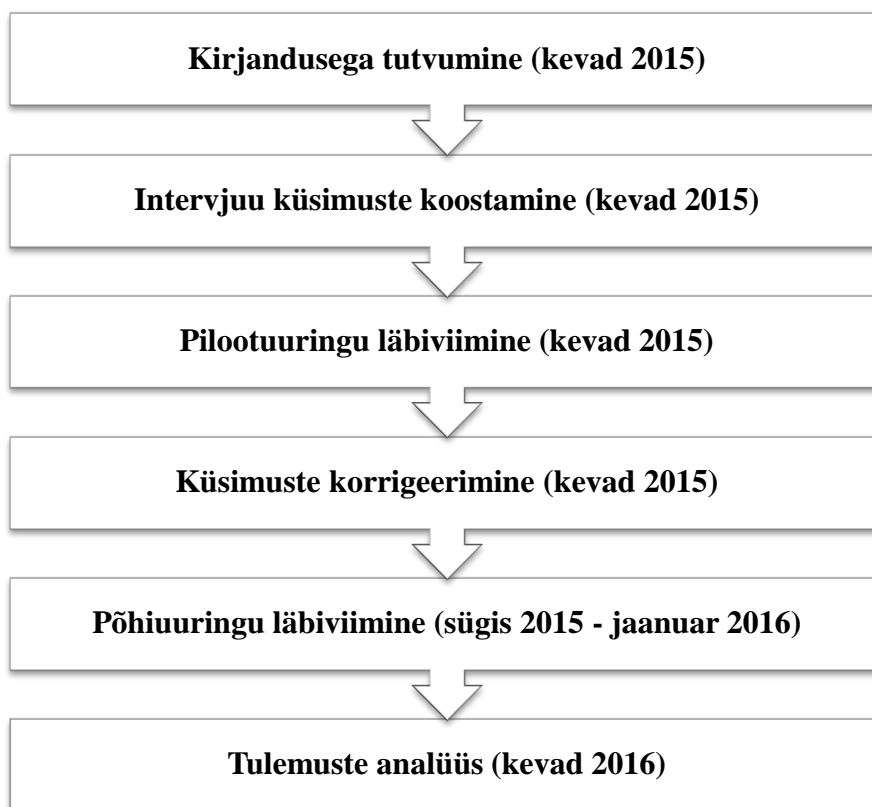 Kirjandusega tutvumine (kevad 2015)
Intervjuu küsimuste koostamine (kevad 2015)
Pilootuuringu läbiviimine (kevad 2015)
Küsimuste korrigeerimine (kevad 2015)
Põhiuuringu läbiviimine (sügis 2015 - jaanuar 2016)
Tulemuste analüüs (kevad 2016)